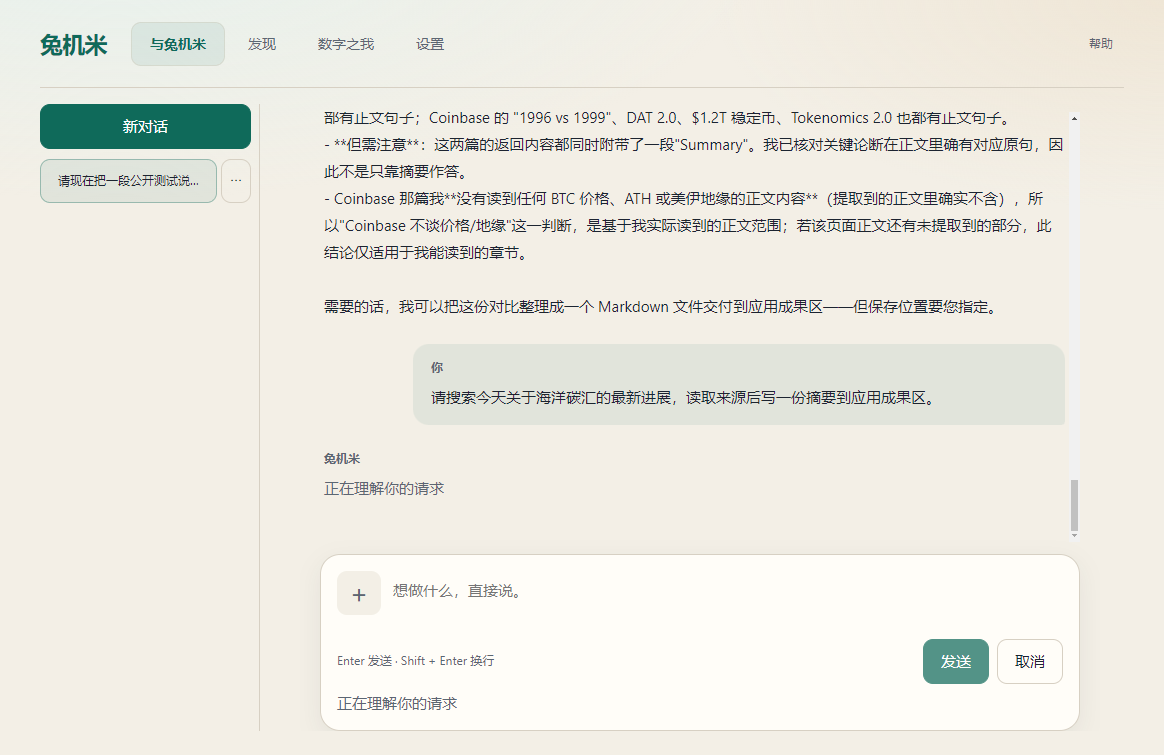 兔机米
与兔机米
发现
数字之我
设置
帮助
新对话
请现在把一段公开测试说...
...
部有正文句子；Coinbase 的 "1996 vs 1999"、DAT 2.0、$1.2T 稳定币、Tokenomics 2.0 也都有正文句子。
- **但需注意**：这两篇的返回内容都同时附带了一段"Summary"。我已核对关键论断在正文里确有对应原句，因
此不是只靠摘要作答。
- Coinbase 那篇我**没有读到任何 BTC 价格、ATH 或美伊地缘的正文内容**（提取到的正文里确实不含），所
以"Coinbase 不谈价格/地缘"这一判断，是基于我实际读到的正文范围；若该页面正文还有未提取到的部分，此
结论仅适用于我能读到的章节。
需要的话，我可以把这份对比整理成一个 Markdown 文件交付到应用成果区——但保存位置要您指定。
你
请搜索今天关于海洋碳汇的最新进展，读取来源后写一份摘要到应用成果区。
兔机米
正在理解你的请求
+
想做什么，直接说。
Enter 发送 · Shift + Enter 换行
发送
取消
正在理解你的请求